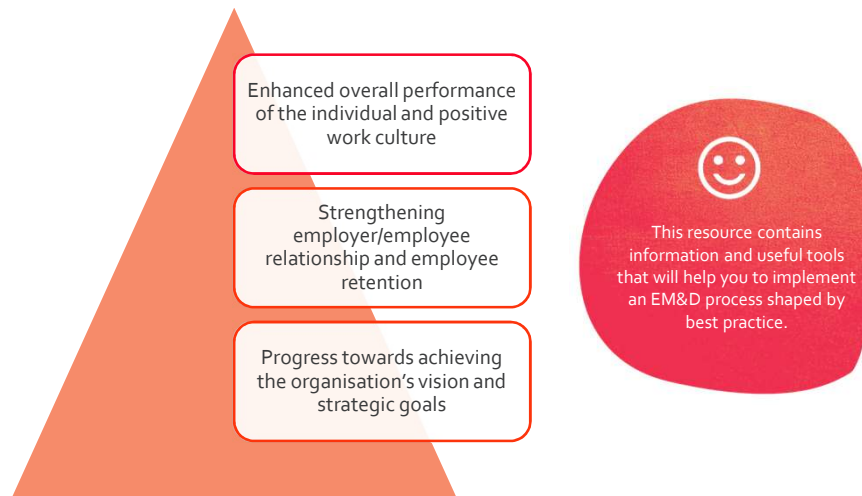 Enhanced overall performance
of the individual and positive
work culture
Strengthening
employer/employee
relationship and employee
retention
Progress towards achieving
the organisation’s vision and
strategic goals
This resource contains
information and useful tools
that will help you to implement
an EM&D process shaped by
best practice.